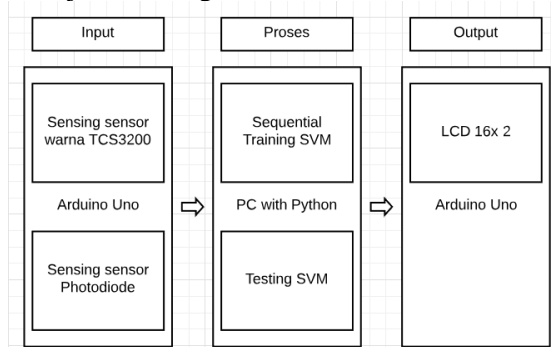 Input
Proses
Output
Sensing sensor
warna TCS3200
Arduino Uno
Sensing sensor
Photodiode
Sequential
Training SVM
PC with Python
Testing SVM
LCD 16x 2
Arduino Uno